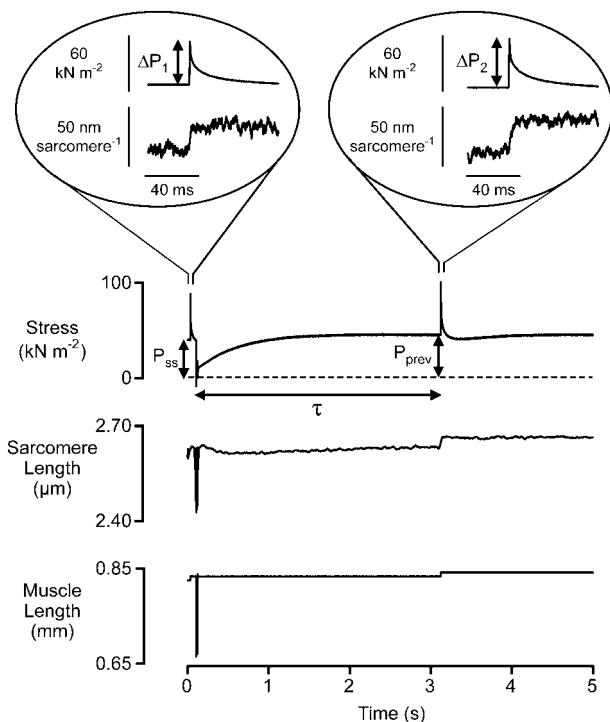 60
kN m⁻²
ΔP₁
50 nm
sarcomere⁻¹
40 ms
60
kN m⁻²
ΔP₂
50 nm
sarcomere⁻¹
40 ms
100
Stress
(kN m⁻²)
0
Pss
Pprev
τ
2.70
Sarcomere
Length
(μm)
2.40
0.85
Muscle
Length
(mm)
0.65
0 1 2 3 4 5
Time (s)